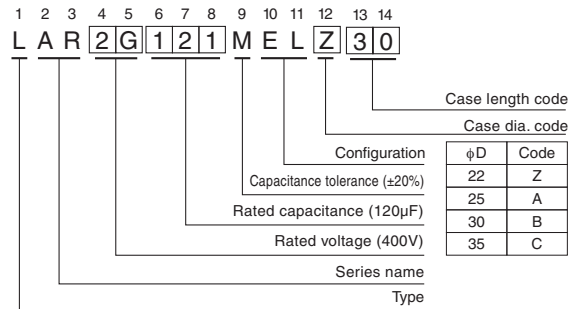 1 2 3 4 5 6 7 8 9 10 11 12 13 14
L A R 2 G 1 2 1 M E L Z 3 0
Case length code
Case dia. code
Configuration
Capacitance tolerance (±20%)
Rated capacitance (120µF)
Rated voltage (400V)
Series name
Type
ϕD Code
22 Z
25 A
30 B
35 C